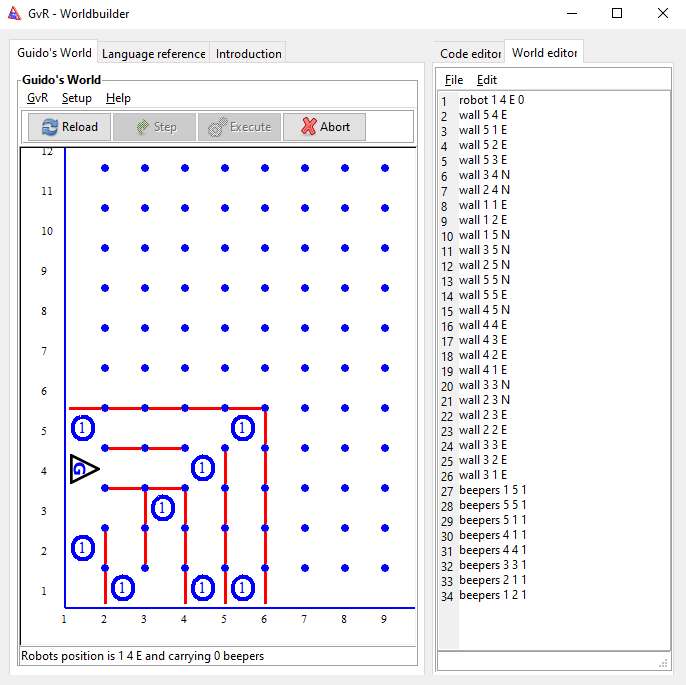 GvR - Worldbuilder
Guido's World Language reference Introduction
Guido's World
GvR Setup Help
Reload Step Execute Abort
12
11
10
9
8
7
6
5 1 1
4 G 1
3 1
2 1
1 1 1 1
1 2 3 4 5 6 7 8 9
Robots position is 1 4 E and carrying 0 beepers
Code editor World editor
File Edit
1 robot 1 4 E 0
2 wall 5 4 E
3 wall 5 1 E
4 wall 5 2 E
5 wall 5 3 E
6 wall 3 4 N
7 wall 2 4 N
8 wall 1 1 E
9 wall 1 2 E
10 wall 1 5 N
11 wall 3 5 N
12 wall 2 5 N
13 wall 5 5 N
14 wall 5 5 E
15 wall 4 5 N
16 wall 4 4 E
17 wall 4 3 E
18 wall 4 2 E
19 wall 4 1 E
20 wall 3 3 N
21 wall 2 3 N
22 wall 2 3 E
23 wall 2 2 E
24 wall 3 3 E
25 wall 3 2 E
26 wall 3 1 E
27 beepers 1 5 1
28 beepers 5 5 1
29 beepers 5 1 1
30 beepers 4 1 1
31 beepers 4 4 1
32 beepers 3 3 1
33 beepers 2 1 1
34 beepers 1 2 1